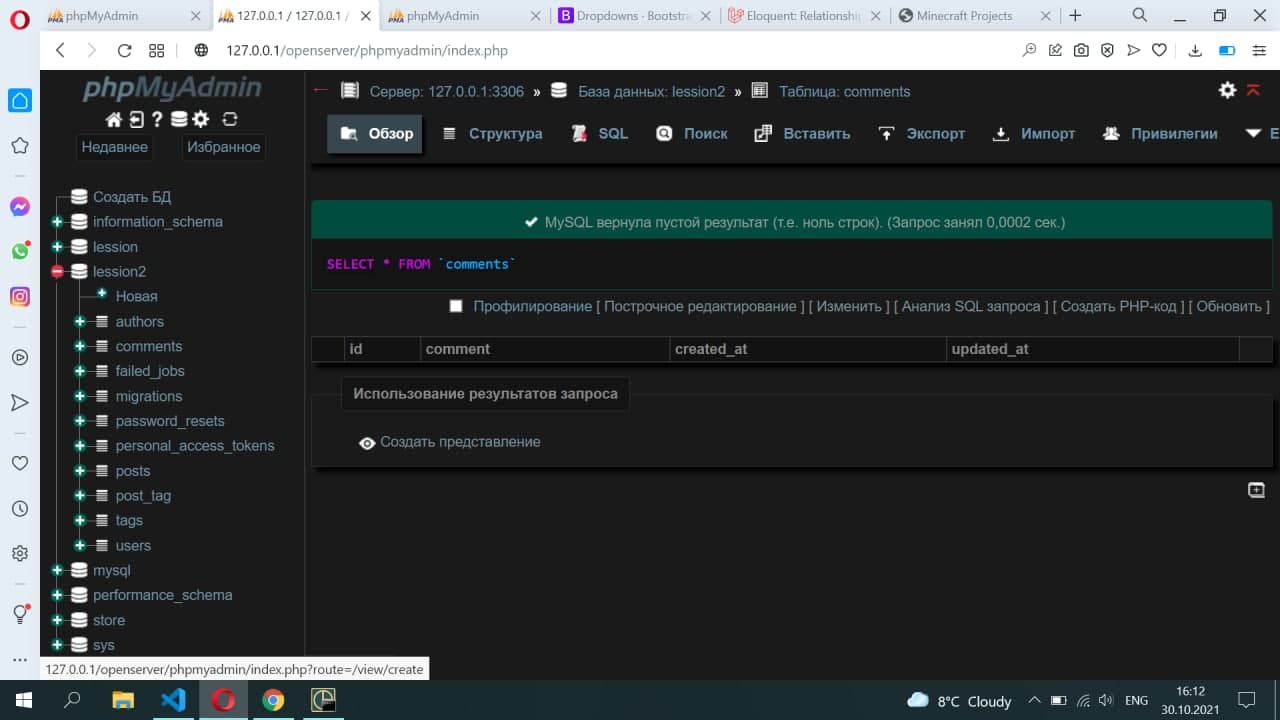 phpMyAdmin
127.0.0.1 / 127.0.0.1 /
phpMyAdmin
Dropdowns · Bootstra
Eloquent: Relationship
Minecraft Projects
127.0.0.1/openserver/phpmyadmin/index.php
phpMyAdmin
Недавнее Избранное
Создать БД
information_schema
lession
lession2
Новая
authors
comments
failed_jobs
migrations
password_resets
personal_access_tokens
posts
post_tag
tags
users
mysql
performance_schema
store
sys
Сервер: 127.0.0.1:3306 » База данных: lession2 » Таблица: comments
Обзор Структура SQL Поиск Вставить Экспорт Импорт Привилегии Е
MySQL вернула пустой результат (т.е. ноль строк). (Запрос занял 0,0002 сек.)
SELECT * FROM `comments`
Профилирование [ Построчное редактирование ] [ Изменить ] [ Анализ SQL запроса ] [ Создать PHP-код ] [ Обновить ]
id comment created_at updated_at
Использование результатов запроса
Создать представление
127.0.0.1/openserver/phpmyadmin/index.php?route=/view/create
8°C Cloudy
ENG
16:12
30.10.2021